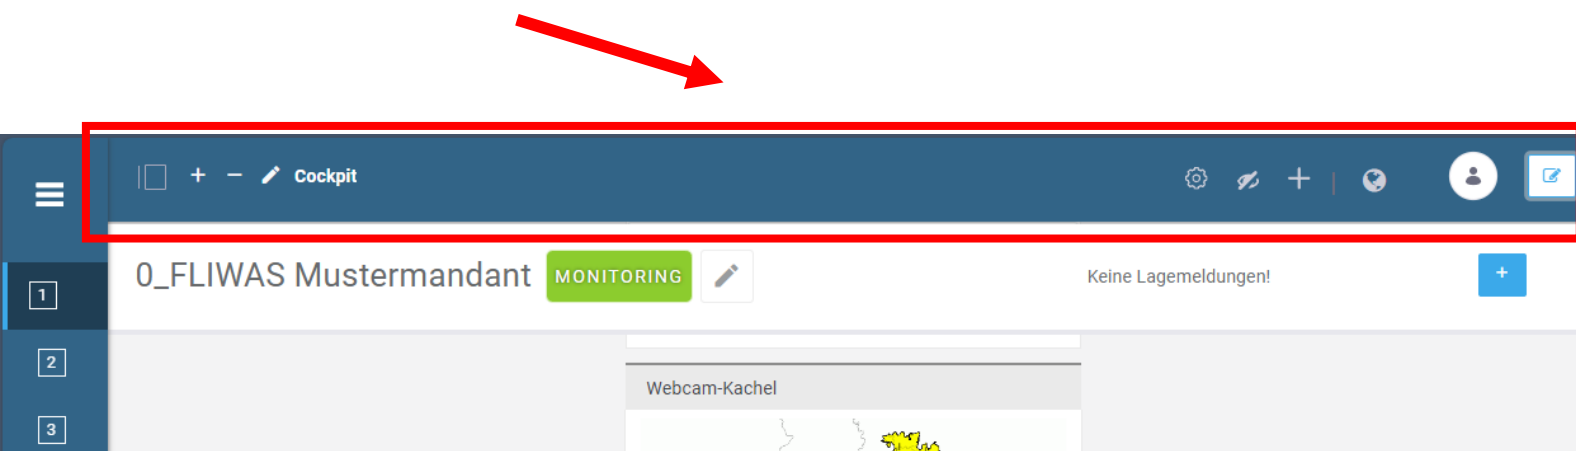 Cockpit
0_FLIWAS Mustermandant MONITORING
Keine Lagemeldungen!
1
2
3
Webcam-Kachel